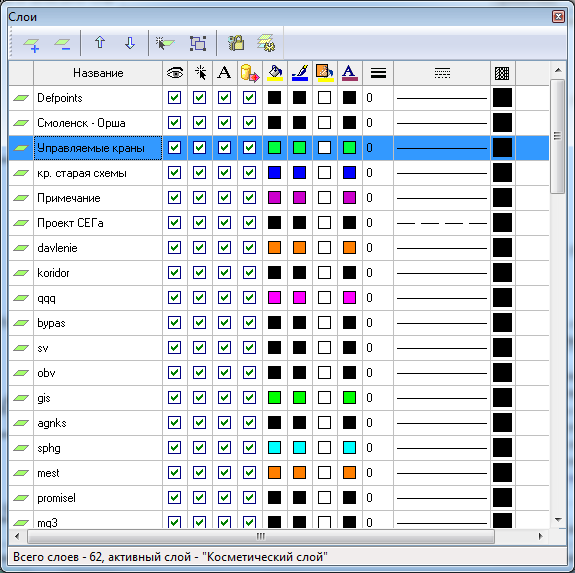 Слои
Название
Defpoints 0
Смоленск - Орша 0
Управляемые краны 0
кр. старая схемы 0
Примечание 0
Проект СЕГа 0
davlenie 0
koridor 0
qqq 0
bypas 0
sv 0
obv 0
gis 0
agnks 0
sphg 0
mest 0
promisel 0
mg3 0
Всего слоев - 62, активный слой - "Косметический слой"